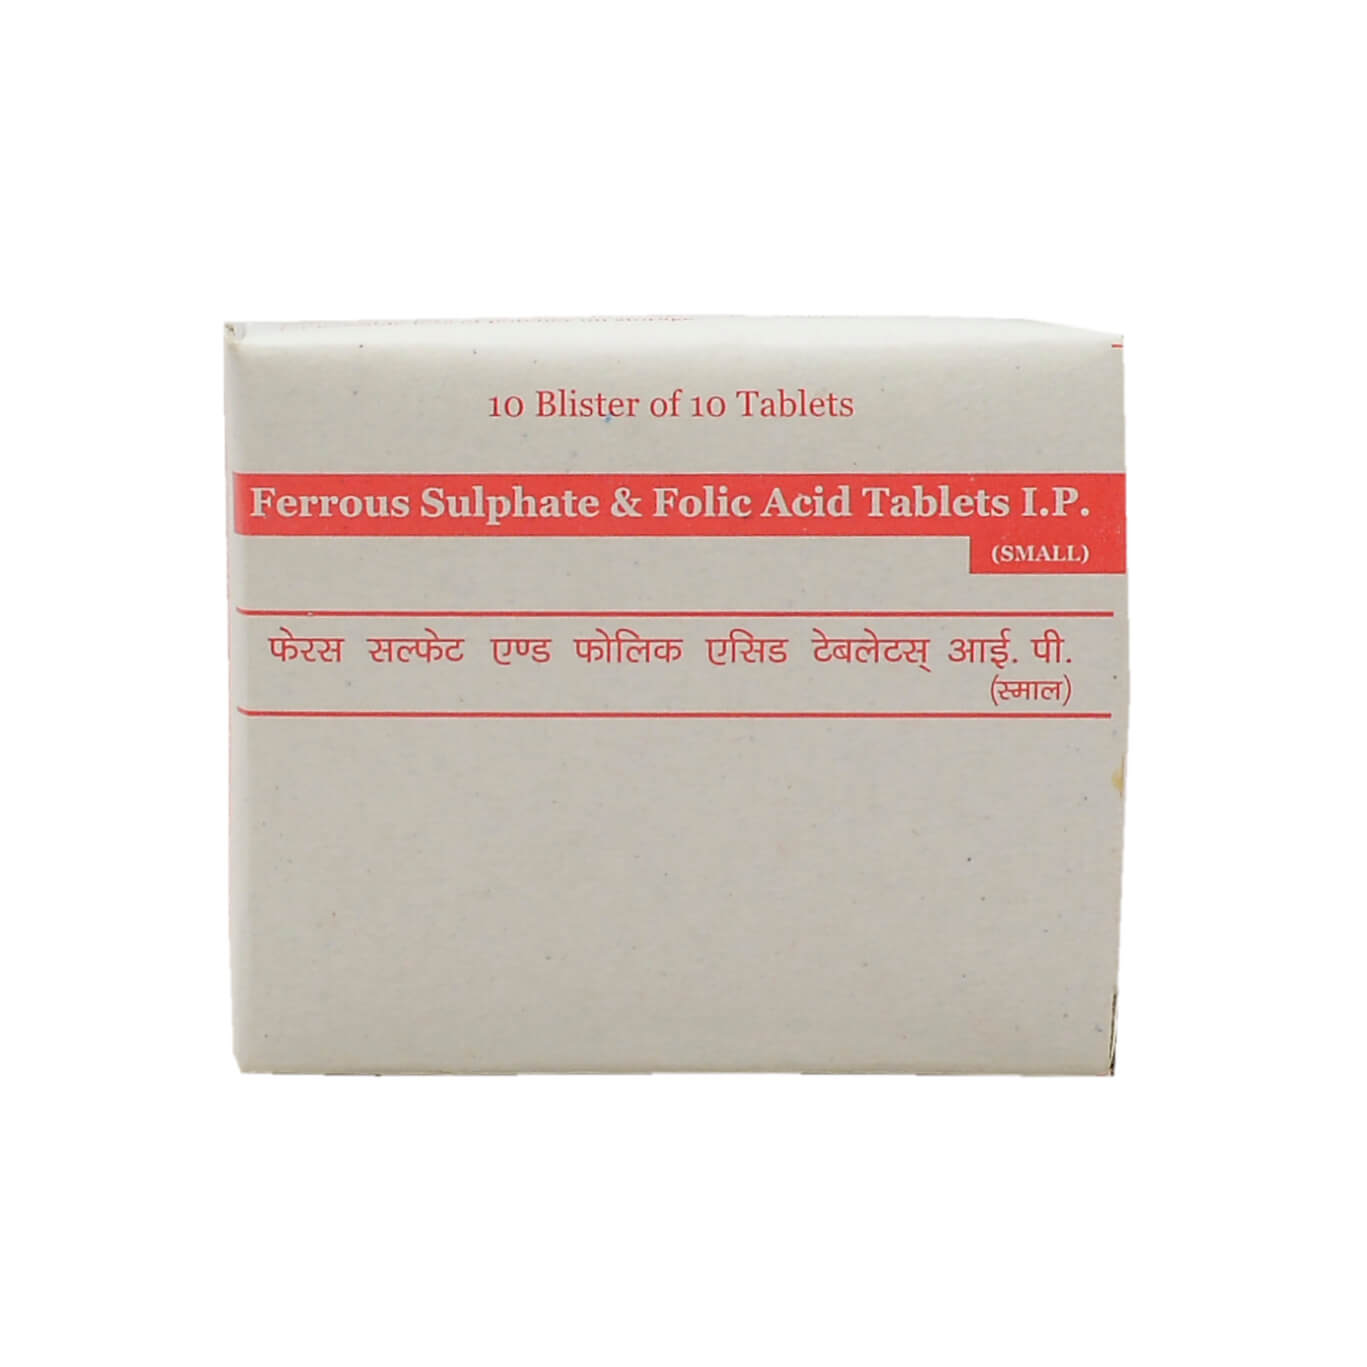 10 Blister of 10 Tablets
Ferrous Sulphate & Folic Acid Tablets I.P.
(SMALL)
फेरस सल्फेट एण्ड फोलिक एसिड टेबलेटस् आई. पी.
(स्माल)